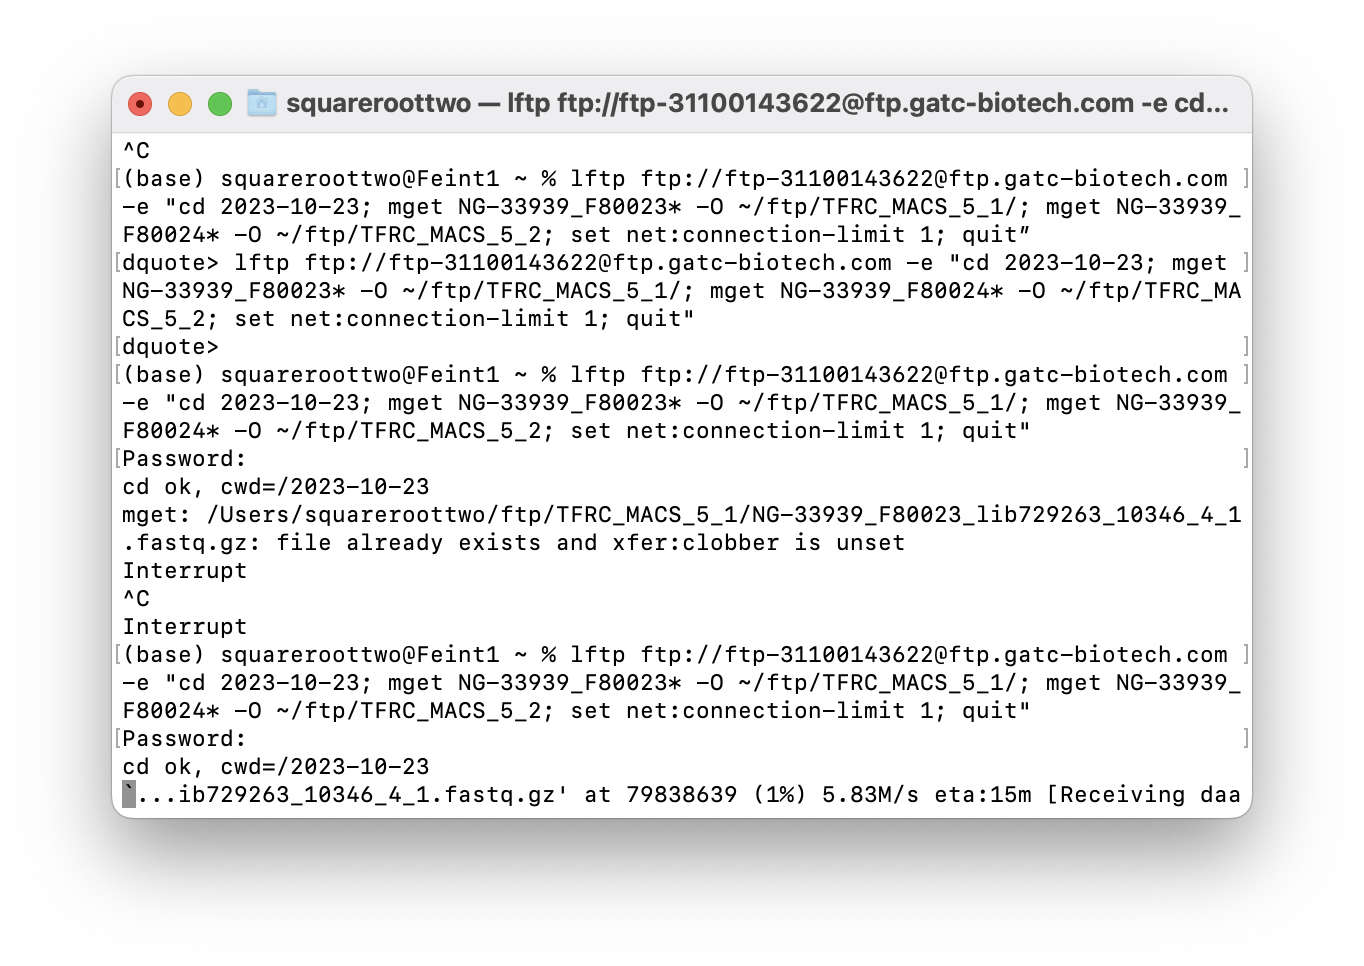 squareroottwo — lftp ftp://ftp-31100143622@ftp.gatc-biotech.com -e cd...
^C
[(base) squareroottwo@Feint1 ~ % lftp ftp://ftp-31100143622@ftp.gatc-biotech.com ]
-e "cd 2023-10-23; mget NG-33939_F80023* -O ~/ftp/TFRC_MACS_5_1/; mget NG-33939_
F80024* -O ~/ftp/TFRC_MACS_5_2; set net:connection-limit 1; quit”
[dquote> lftp ftp://ftp-31100143622@ftp.gatc-biotech.com -e "cd 2023-10-23; mget ]
NG-33939_F80023* -O ~/ftp/TFRC_MACS_5_1/; mget NG-33939_F80024* -O ~/ftp/TFRC_MA
CS_5_2; set net:connection-limit 1; quit"
[dquote> ]
[(base) squareroottwo@Feint1 ~ % lftp ftp://ftp-31100143622@ftp.gatc-biotech.com ]
-e "cd 2023-10-23; mget NG-33939_F80023* -O ~/ftp/TFRC_MACS_5_1/; mget NG-33939_
F80024* -O ~/ftp/TFRC_MACS_5_2; set net:connection-limit 1; quit"
[Password: ]
cd ok, cwd=/2023-10-23
mget: /Users/squareroottwo/ftp/TFRC_MACS_5_1/NG-33939_F80023_lib729263_10346_4_1
.fastq.gz: file already exists and xfer:clobber is unset
Interrupt
^C
Interrupt
[(base) squareroottwo@Feint1 ~ % lftp ftp://ftp-31100143622@ftp.gatc-biotech.com ]
-e "cd 2023-10-23; mget NG-33939_F80023* -O ~/ftp/TFRC_MACS_5_1/; mget NG-33939_
F80024* -O ~/ftp/TFRC_MACS_5_2; set net:connection-limit 1; quit"
[Password: ]
cd ok, cwd=/2023-10-23
`...ib729263_10346_4_1.fastq.gz' at 79838639 (1%) 5.83M/s eta:15m [Receiving daa